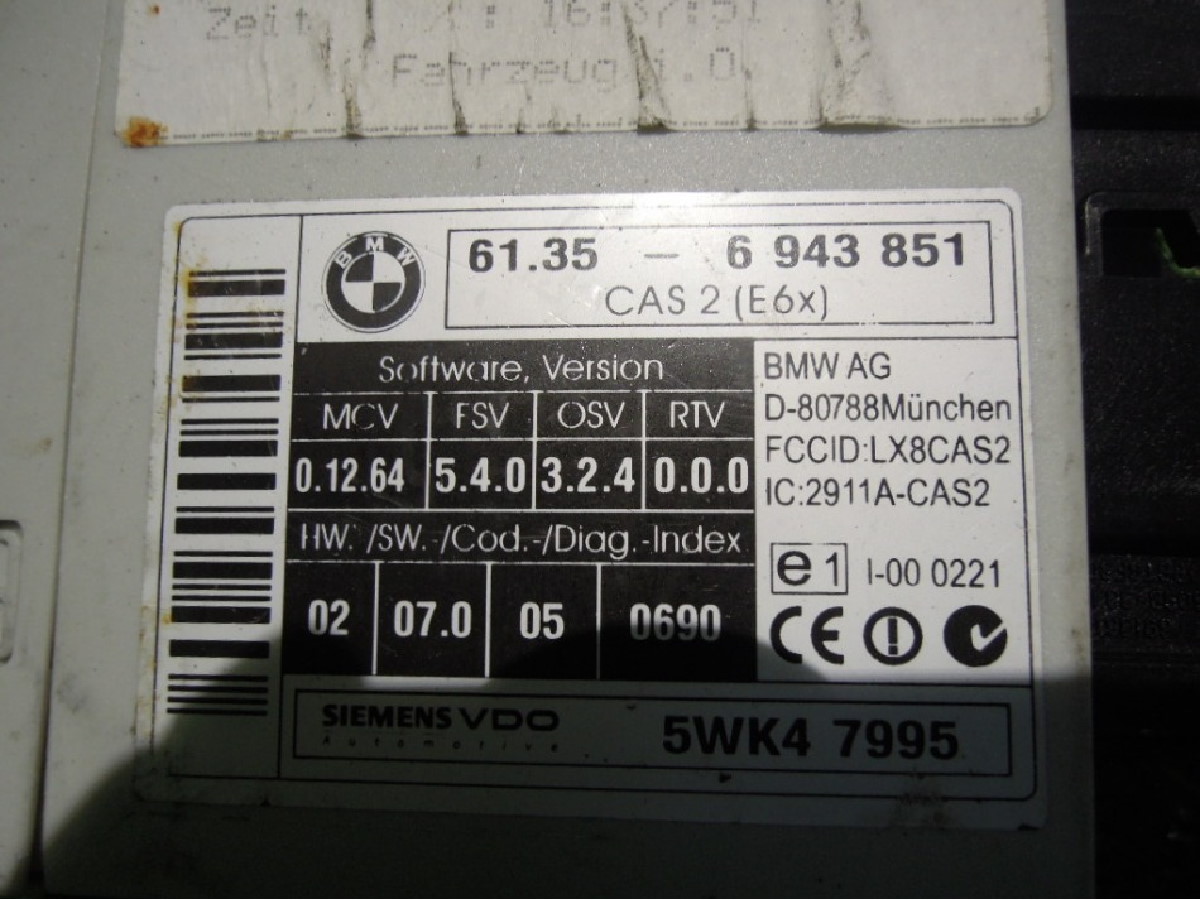 Zeit : 16:37:51
Fahrzeug i.O
BMW
61.35 – 6 943 851
CAS 2 (E6x)
Software, Version
MCV FSV OSV RTV
0.12.64 5.4.0 3.2.4 0.0.0
HW. /SW.-/Cod.-/Diag.-Index
02 07.0 05 0690
BMW AG
D-80788München
FCCID:LX8CAS2
IC:2911A-CAS2
e1 I-00 0221
CE
SIEMENS VDO
Automotive
5WK4 7995